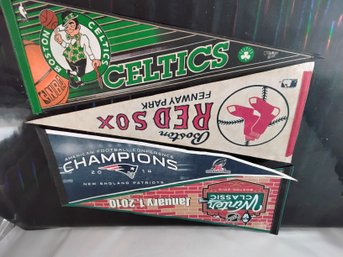 BOSTON
CELTICS
CELTICS
Boston
RED SOX
FENWAY PARK
AMERICAN FOOTBALL CONFERENCE
CHAMPIONS
2014
NEW ENGLAND PATRIOTS
Winter
CLASSIC
January 1, 2010